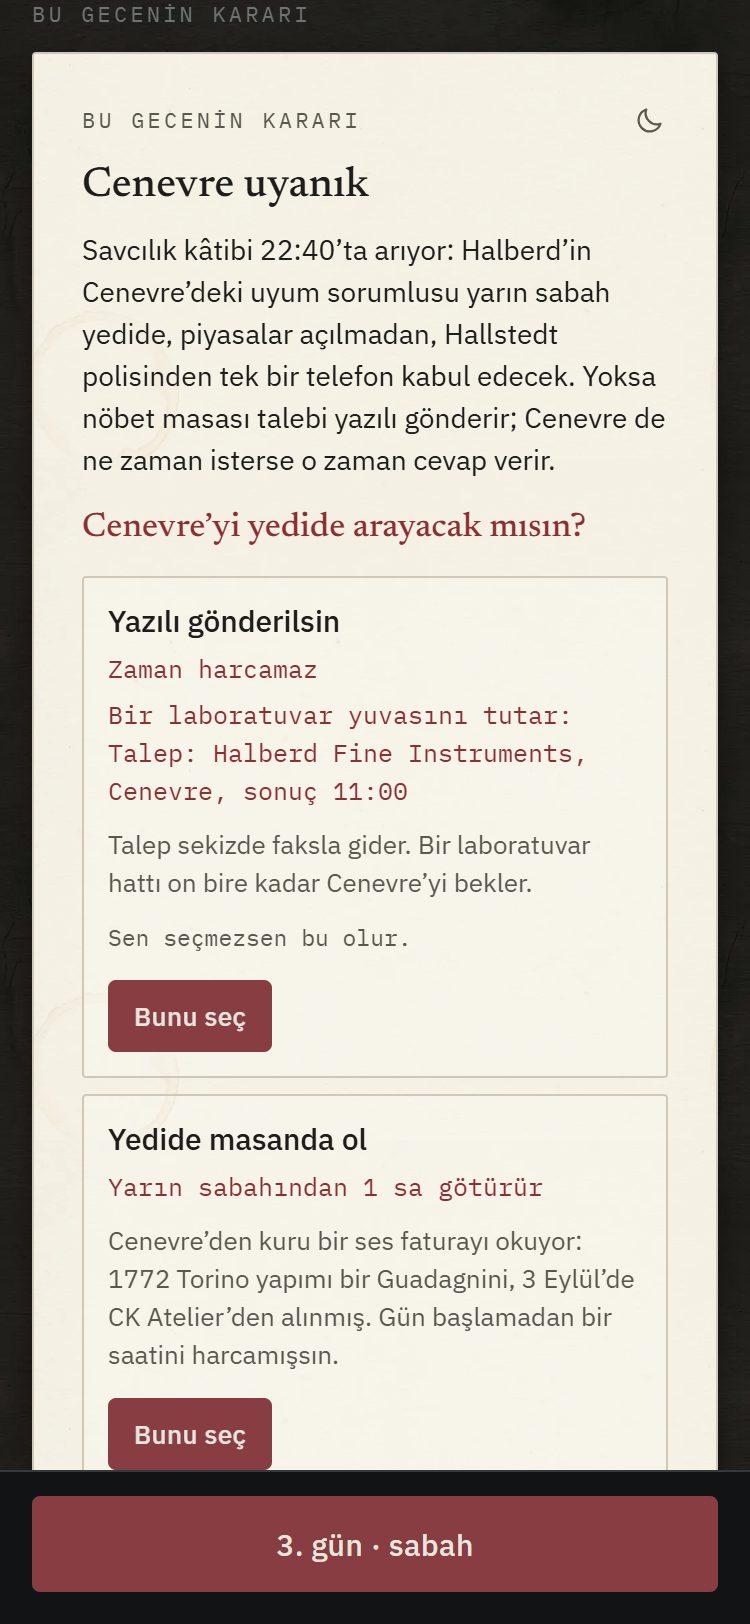 BU GECENİN KARARI
BU GECENİN KARARI
Cenevre uyanık
Savcılık kâtibi 22:40’ta arıyor: Halberd’in
Cenevre’deki uyum sorumlusu yarın sabah
yedide, piyasalar açılmadan, Hallstedt
polisinden tek bir telefon kabul edecek. Yoksa
nöbet masası talebi yazılı gönderir; Cenevre de
ne zaman isterse o zaman cevap verir.
Cenevre’yi yedide arayacak mısın?
Yazılı gönderilsin
Zaman harcamaz
Bir laboratuvar yuvasını tutar:
Talep: Halberd Fine Instruments,
Cenevre, sonuç 11:00
Talep sekizde faksla gider. Bir laboratuvar
hattı on bire kadar Cenevre’yi bekler.
Sen seçmezsen bu olur.
Bunu seç
Yedide masanda ol
Yarın sabahından 1 sa götürür
Cenevre’den kuru bir ses faturayı okuyor:
1772 Torino yapımı bir Guadagnini, 3 Eylül’de
CK Atelier’den alınmış. Gün başlamadan bir
saatini harcamışsın.
Bunu seç
3. gün · sabah